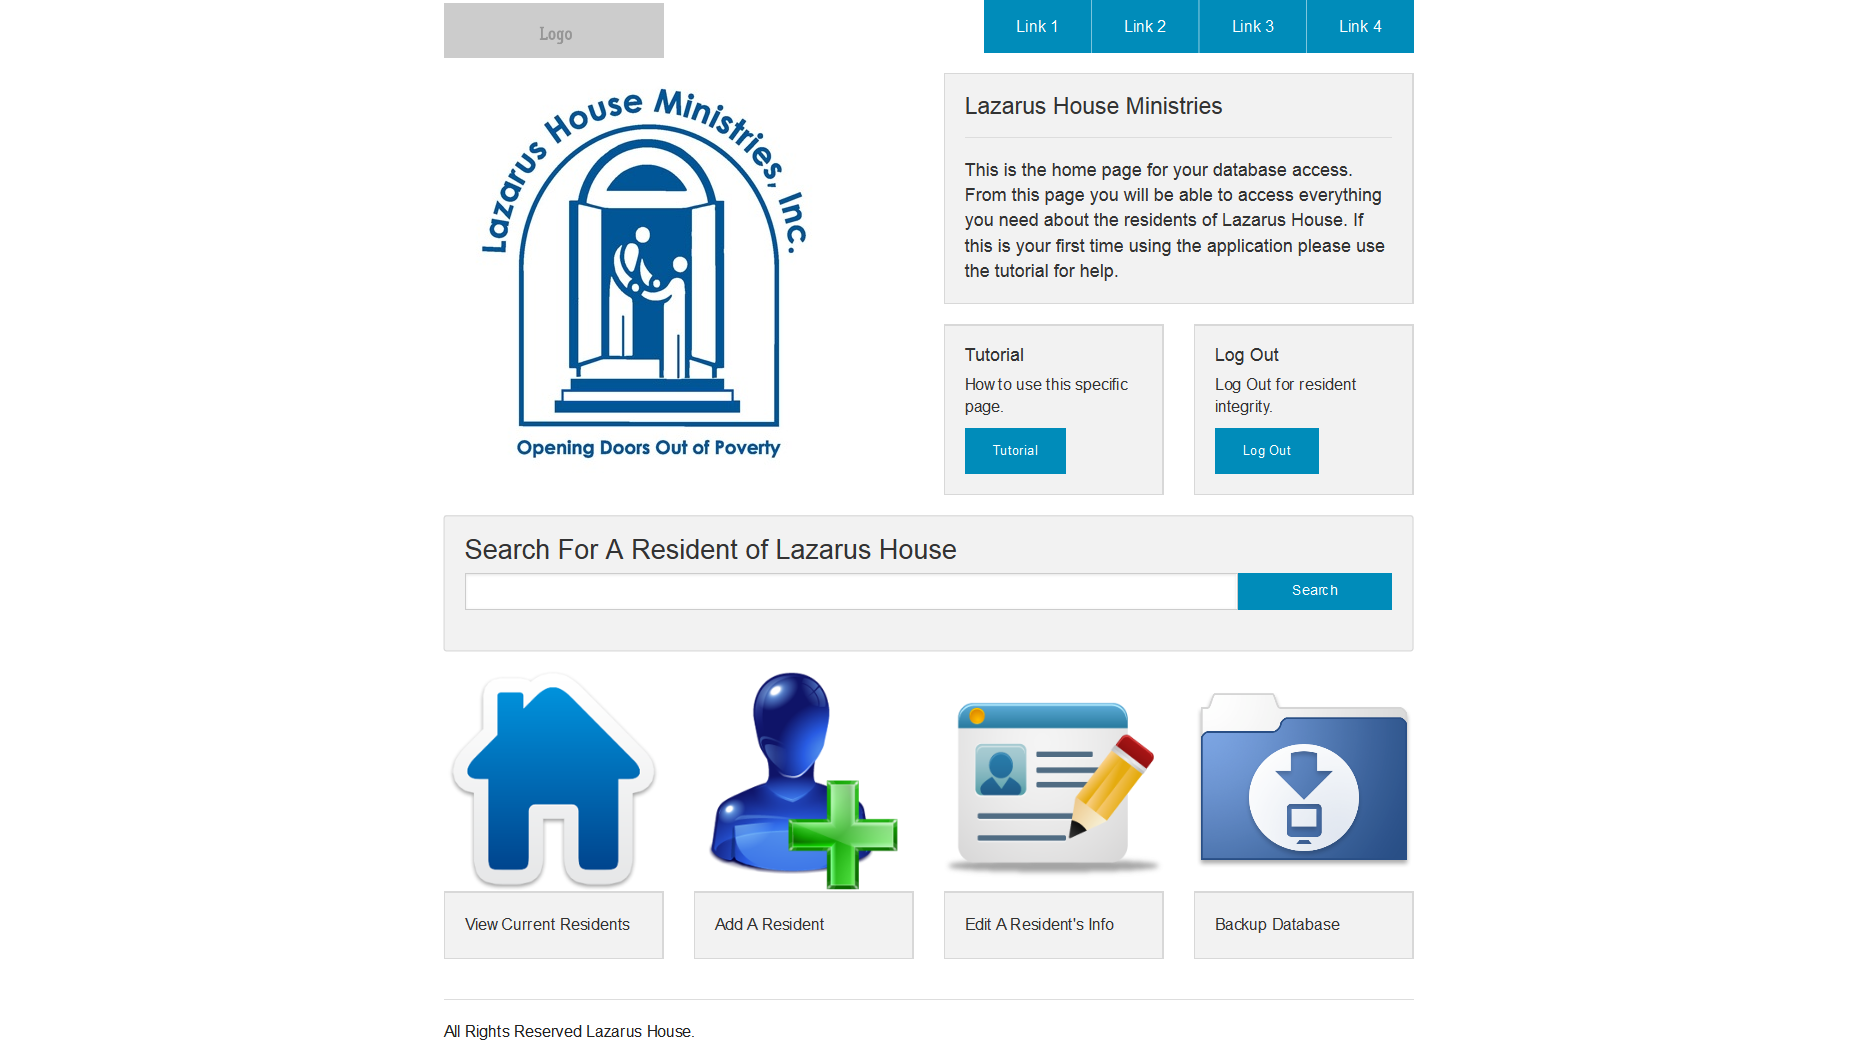 Logo
Link 1
Link 2
Link 3
Link 4
Lazarus House Ministries, Inc.
Opening Doors Out of Poverty
Lazarus House Ministries
This is the home page for your database access.
From this page you will be able to access everything
you need about the residents of Lazarus House. If
this is your first time using the application please use
the tutorial for help.
Tutorial
How to use this specific
page.
Tutorial
Log Out
Log Out for resident
integrity.
Log Out
Search For A Resident of Lazarus House
Search
View Current Residents
Add A Resident
Edit A Resident's Info
Backup Database
All Rights Reserved Lazarus House.